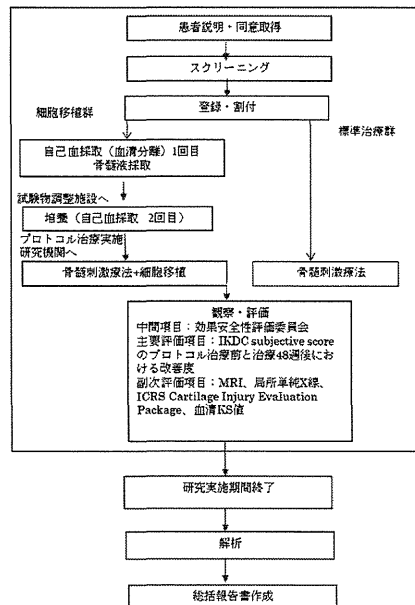 患者説明・同意取得
スクリーニング
登録・割付
細胞移植群
標準治療群
自己血採取（血清分離）1回目
骨髄液採取
試験物調整施設へ
培養（自己血採取 2回目）
プロトコル治療実施
研究機関へ
骨髄刺激療法+細胞移植
骨髄刺激療法
観察・評価
中間項目：効果安全性評価委員会
主要評価項目：IKDC subjective score
のプロトコル治療前と治療48週後にお
ける改善度
副次評価項目：MRI、局所単純X線、
ICRS Cartilage Injury Evaluation
Package、血清KS値
研究実施期間終了
解析
総括報告書作成